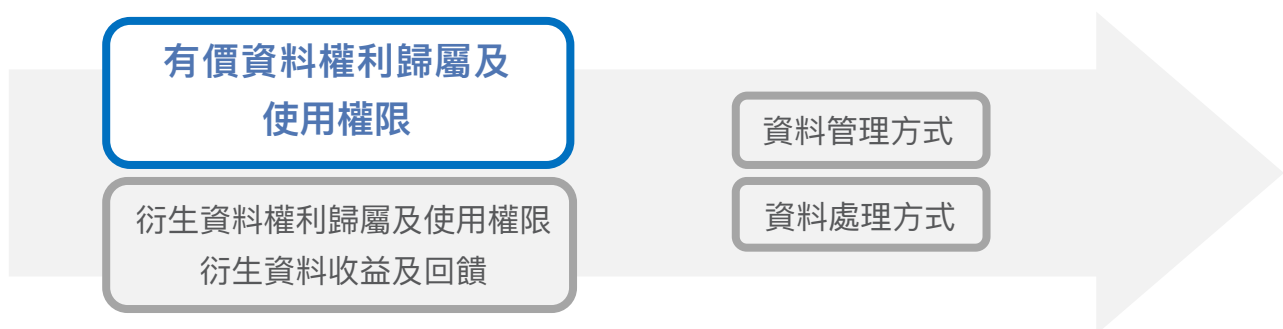 有價資料權利歸屬及
使用權限
衍生資料權利歸屬及使用權限
衍生資料收益及回饋
資料管理方式
資料處理方式